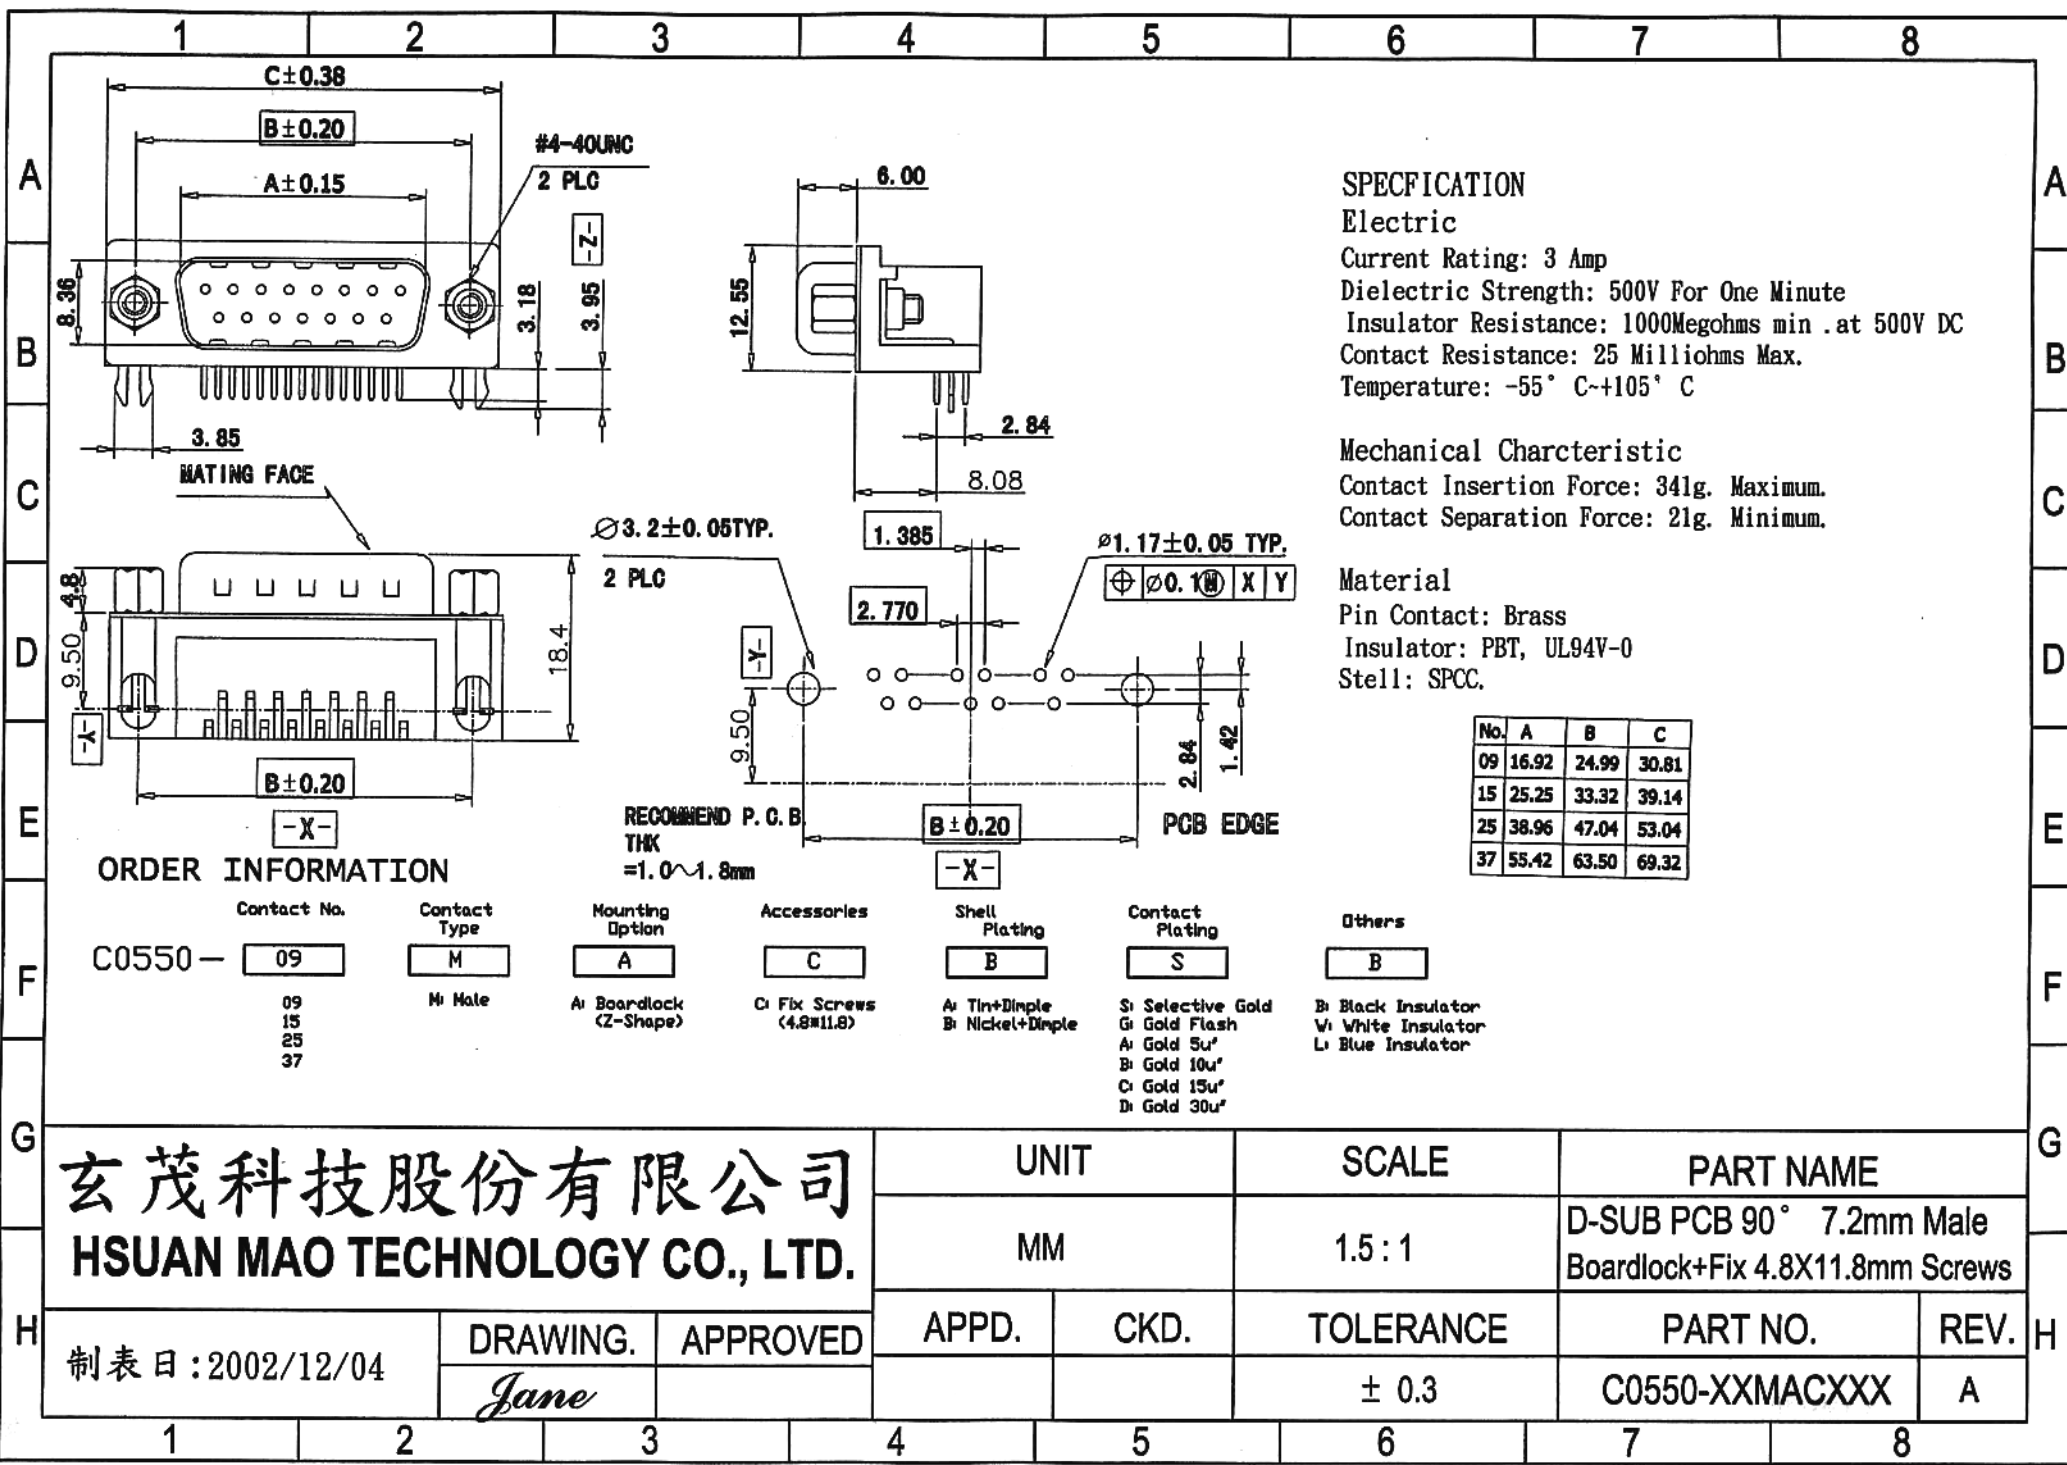 1 2 3 4 5 6 7 8
A
B
C
D
E
F
G
H
A
B
C
D
E
F
G
H
C±0.38
B±0.20
A±0.15
#4-40UNC
2 PLC
-Z-
8.36
3.18
3.95
3.85
MATING FACE
6.00
12.55
2.84
8.08
4.8
9.50
18.4
-Y-
B±0.20
-X-
∅3.2±0.05TYP.
2 PLC
1.385
2.770
ø1.17±0.05 TYP.
⌖ ø0.1Ⓜ X Y
-Y-
9.50
2.84
1.42
B±0.20
-X-
PCB EDGE
RECOMMEND P.C.B
THK
=1.0~1.8mm
SPECFICATION
Electric
Current Rating: 3 Amp
Dielectric Strength: 500V For One Minute
Insulator Resistance: 1000Megohms min .at 500V DC
Contact Resistance: 25 Milliohms Max.
Temperature: -55° C~+105° C
Mechanical Charcteristic
Contact Insertion Force: 341g. Maximum.
Contact Separation Force: 21g. Minimum.
Material
Pin Contact: Brass
Insulator: PBT, UL94V-0
Stell: SPCC.
No. A B C
09 16.92 24.99 30.81
15 25.25 33.32 39.14
25 38.96 47.04 53.04
37 55.42 63.50 69.32
ORDER INFORMATION
C0550-
Contact No.
09
09
15
25
37
Contact
Type
M
M: Male
Mounting
Option
A
A: Boardlock
(Z-Shape)
Accessories
C
C: Fix Screws
(4.8*11.8)
Shell
Plating
B
A: Tin+Dimple
B: Nickel+Dimple
Contact
Plating
S
S: Selective Gold
G: Gold Flash
A: Gold 5u"
B: Gold 10u"
C: Gold 15u"
D: Gold 30u"
Others
B
B: Black Insulator
W: White Insulator
L: Blue Insulator
玄茂科技股份有限公司
HSUAN MAO TECHNOLOGY CO., LTD.
制表日:2002/12/04
DRAWING.
Jane
APPROVED
UNIT
MM
SCALE
1.5 : 1
PART NAME
D-SUB PCB 90° 7.2mm Male
Boardlock+Fix 4.8X11.8mm Screws
APPD.
CKD.
TOLERANCE
± 0.3
PART NO.
C0550-XXMACXXX
REV.
A
1 2 3 4 5 6 7 8